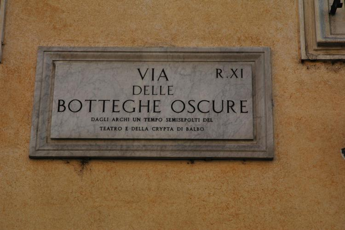 VIA
R.XI
DELLE
BOTTEGHE OSCURE
DAGLI ARCHI UN TEMPO SEMISEPOLTI DEL
TEATRO E DELLA CRYPTA DI BALBO